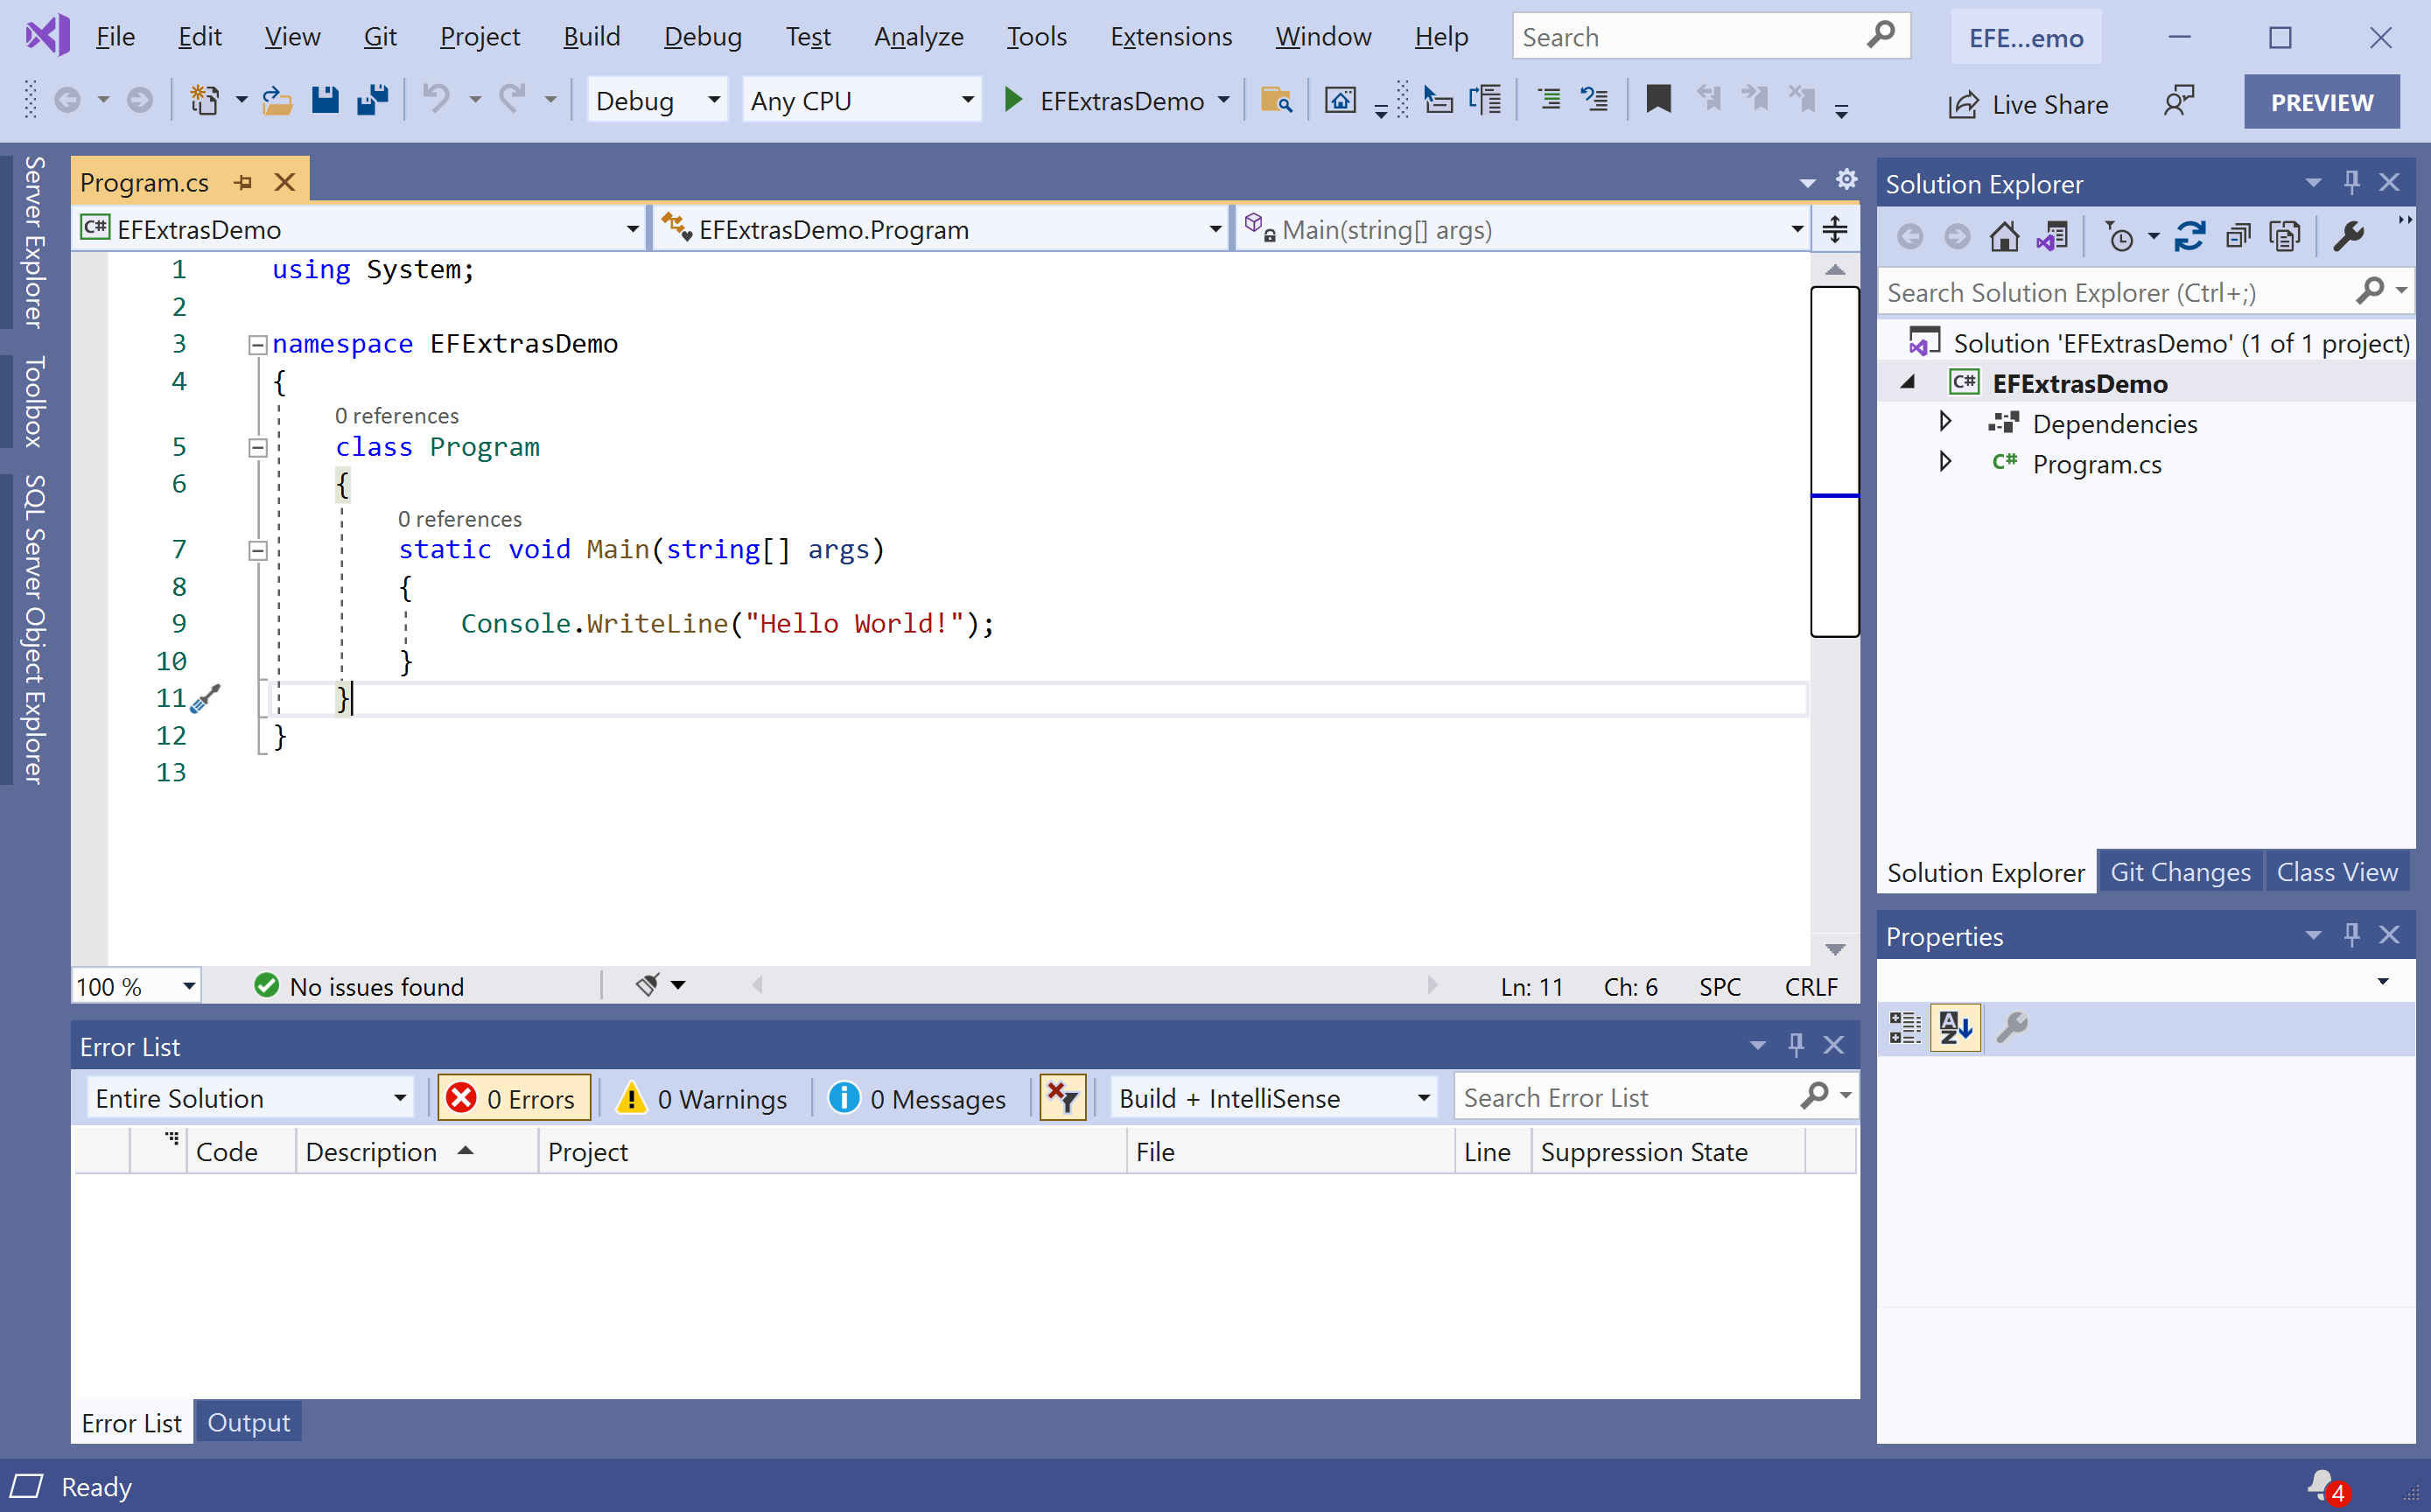 File Edit View Git Project Build Debug Test Analyze Tools Extensions Window Help Search EFE...emo
Debug Any CPU EFExtrasDemo Live Share PREVIEW
Server Explorer
Toolbox
SQL Server Object Explorer
Program.cs
C# EFExtrasDemo EFExtrasDemo.Program Main(string[] args)
1 using System;
2
3 namespace EFExtrasDemo
4 {
0 references
5 class Program
6 {
0 references
7 static void Main(string[] args)
8 {
9 Console.WriteLine("Hello World!");
10 }
11 }
12 }
13
100 % No issues found Ln: 11 Ch: 6 SPC CRLF
Error List
Entire Solution 0 Errors 0 Warnings 0 Messages Build + IntelliSense Search Error List
Code Description Project File Line Suppression State
Error List Output
Solution Explorer
Search Solution Explorer (Ctrl+;)
Solution 'EFExtrasDemo' (1 of 1 project)
C# EFExtrasDemo
Dependencies
C# Program.cs
Solution Explorer Git Changes Class View
Properties
Ready 4